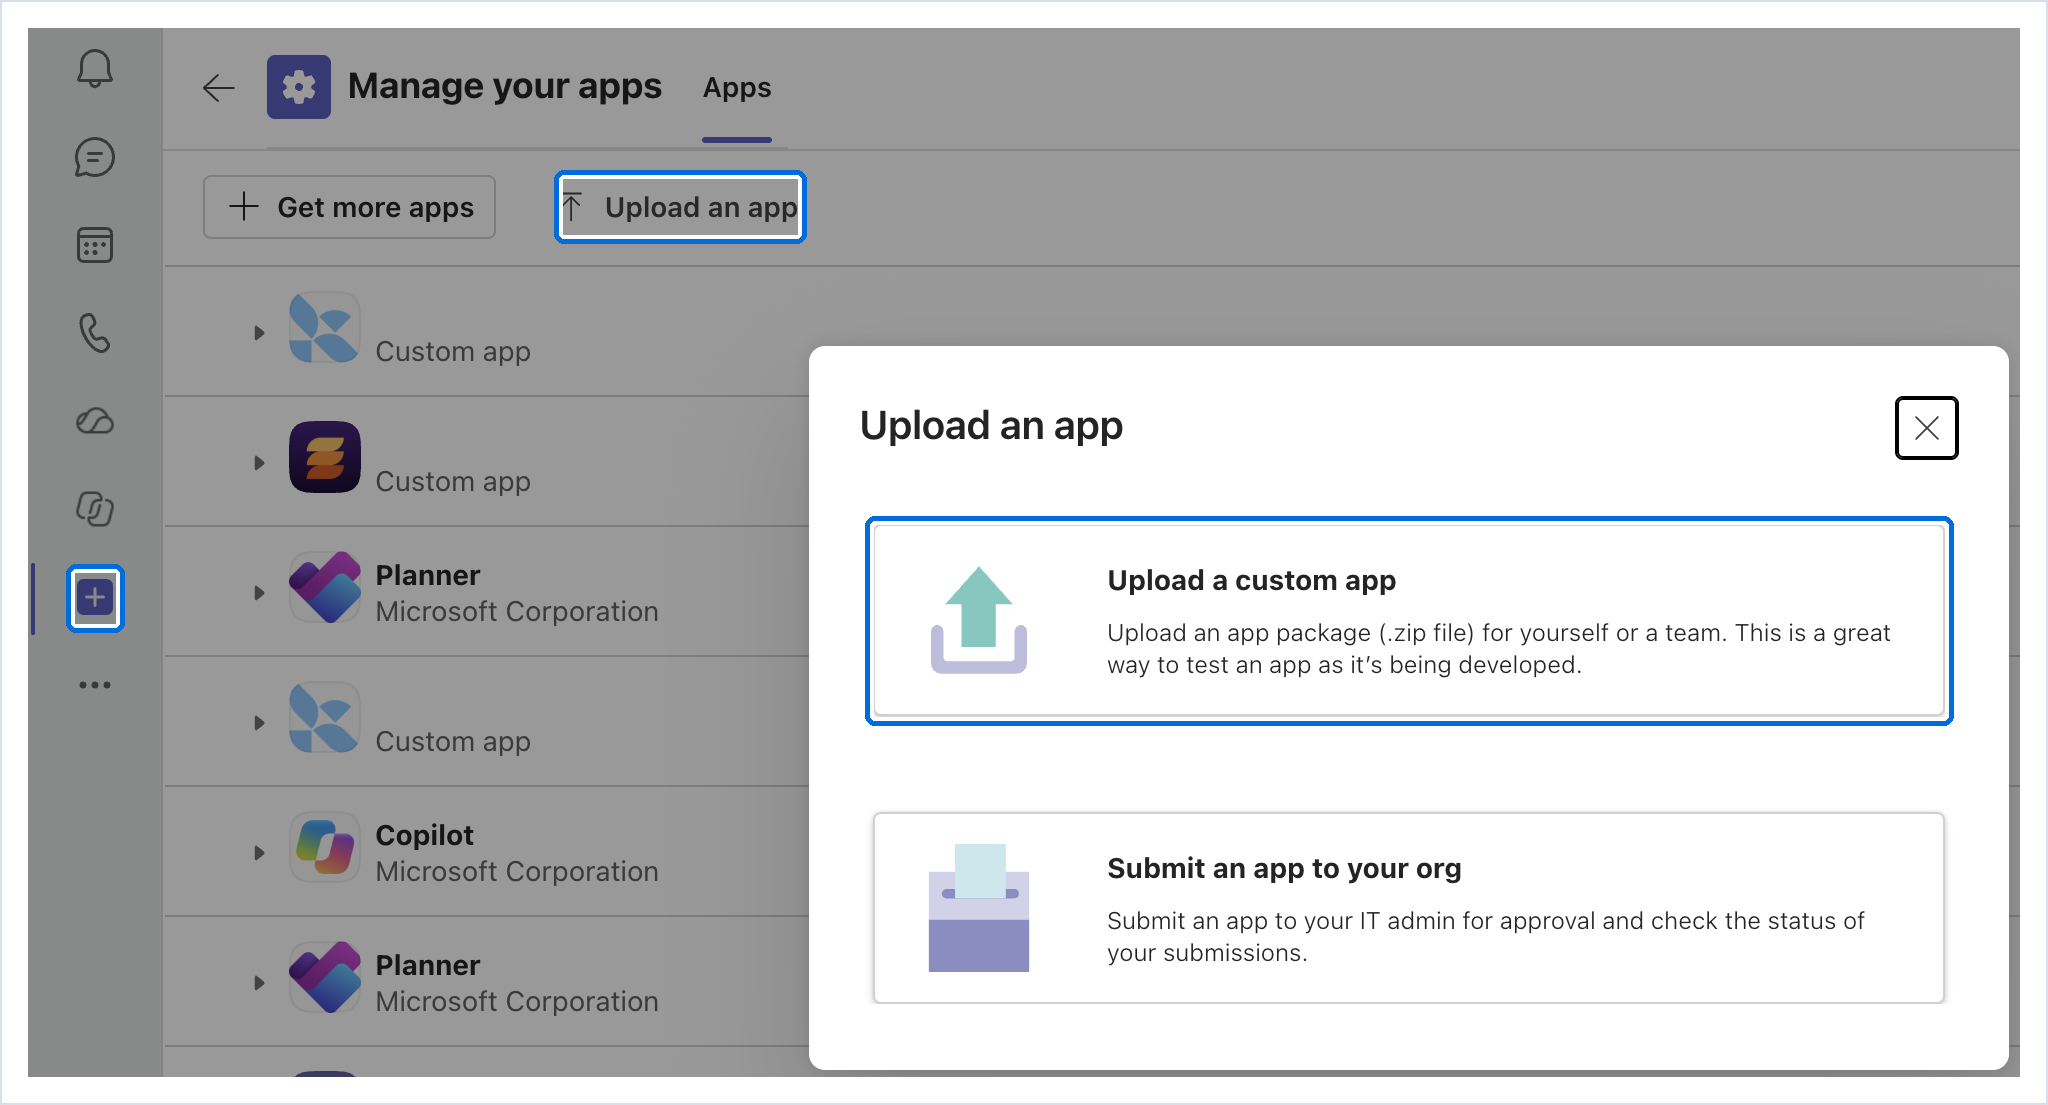 Manage your apps
Apps
Get more apps
Upload an app
Custom app
Custom app
Planner
Microsoft Corporation
Custom app
Copilot
Microsoft Corporation
Planner
Microsoft Corporation
Upload an app
Upload a custom app
Upload an app package (.zip file) for yourself or a team. This is a great
way to test an app as it’s being developed.
Submit an app to your org
Submit an app to your IT admin for approval and check the status of
your submissions.